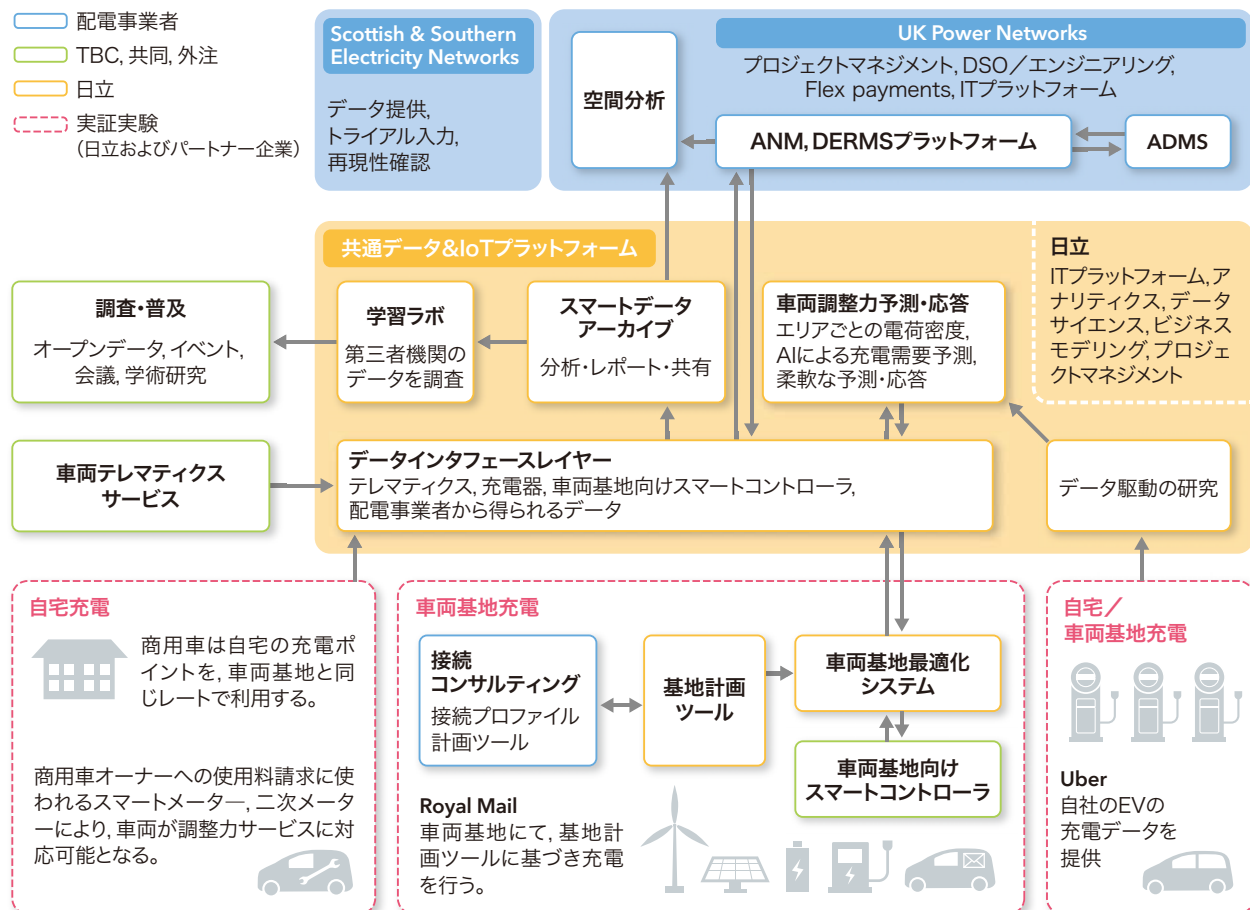 配電事業者
TBC, 共同, 外注
日立
実証実験
（日立およびパートナー企業）
Scottish & Southern
Electricity Networks
データ提供,
トライアル入力,
再現性確認
UK Power Networks
プロジェクトマネジメント, DSO／エンジニアリング,
Flex payments, ITプラットフォーム
空間分析
ANM, DERMSプラットフォーム
ADMS
共通データ&IoTプラットフォーム
日立
ITプラットフォーム, ア
ナリティクス, データ
サイエンス, ビジネス
モデリング, プロジェ
クトマネジメント
調査・普及
オープンデータ, イベント,
会議, 学術研究
学習ラボ
第三者機関の
データを調査
スマートデータ
アーカイブ
分析・レポート・共有
車両調整力予測・応答
エリアごとの電荷密度,
AIによる充電需要予測,
柔軟な予測・応答
車両テレマティクス
サービス
データインタフェースレイヤー
テレマティクス, 充電器, 車両基地向けスマートコントローラ,
配電事業者から得られるデータ
データ駆動の研究
自宅充電
商用車は自宅の充電ポ
イントを, 車両基地と同
じレートで利用する。
商用車オーナーへの使用料請求に使
われるスマートメーター, 二次メータ
ーにより, 車両が調整力サービスに対
応可能となる。
車両基地充電
接続
コンサルティング
接続プロファイル
計画ツール
基地計画
ツール
車両基地最適化
システム
車両基地向け
スマートコントローラ
Royal Mail
車両基地にて, 基地計
画ツールに基づき充電
を行う。
自宅／
車両基地充電
Uber
自社のEVの
充電データを
提供